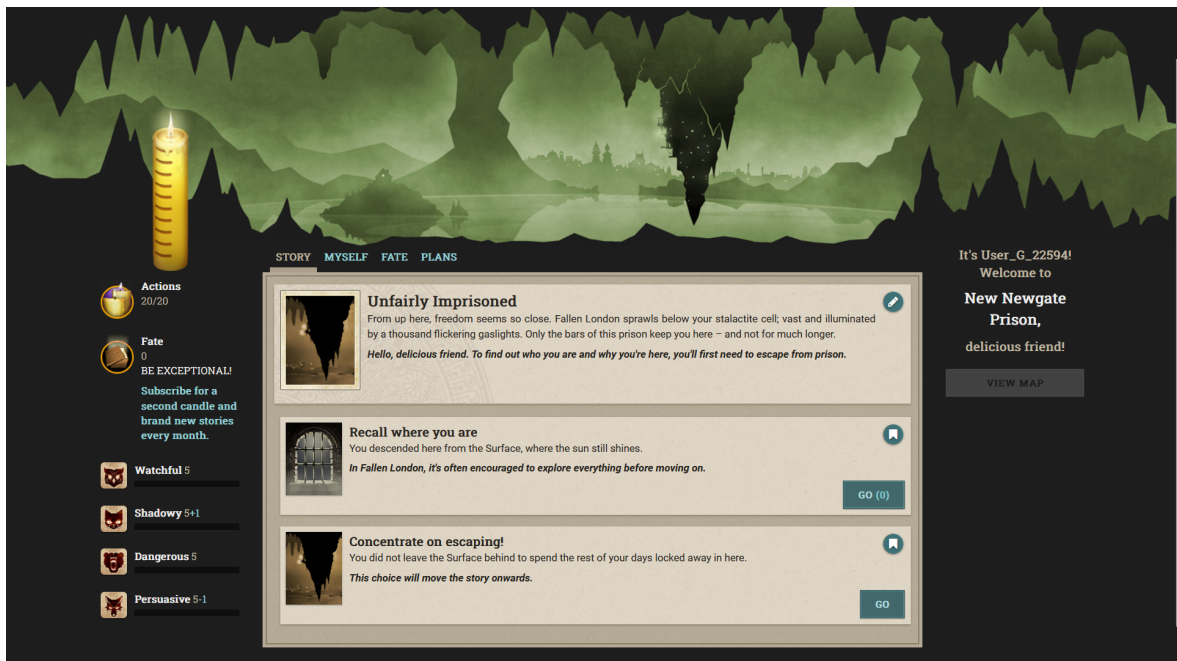 STORY MYSELF FATE PLANS
Actions
20/20
Fate
0
BE EXCEPTIONAL!
Subscribe for a
second candle and
brand new stories
every month.
Watchful 5
Shadowy 5+1
Dangerous 5
Persuasive 5-1
Unfairly Imprisoned
From up here, freedom seems so close. Fallen London sprawls below your stalactite cell; vast and illuminated
by a thousand flickering gaslights. Only the bars of this prison keep you here – and not for much longer.
Hello, delicious friend. To find out who you are and why you're here, you'll first need to escape from prison.
Recall where you are
You descended here from the Surface, where the sun still shines.
In Fallen London, it's often encouraged to explore everything before moving on.
GO (0)
Concentrate on escaping!
You did not leave the Surface behind to spend the rest of your days locked away in here.
This choice will move the story onwards.
GO
It's User_G_22594!
Welcome to
New Newgate
Prison,
delicious friend!
VIEW MAP